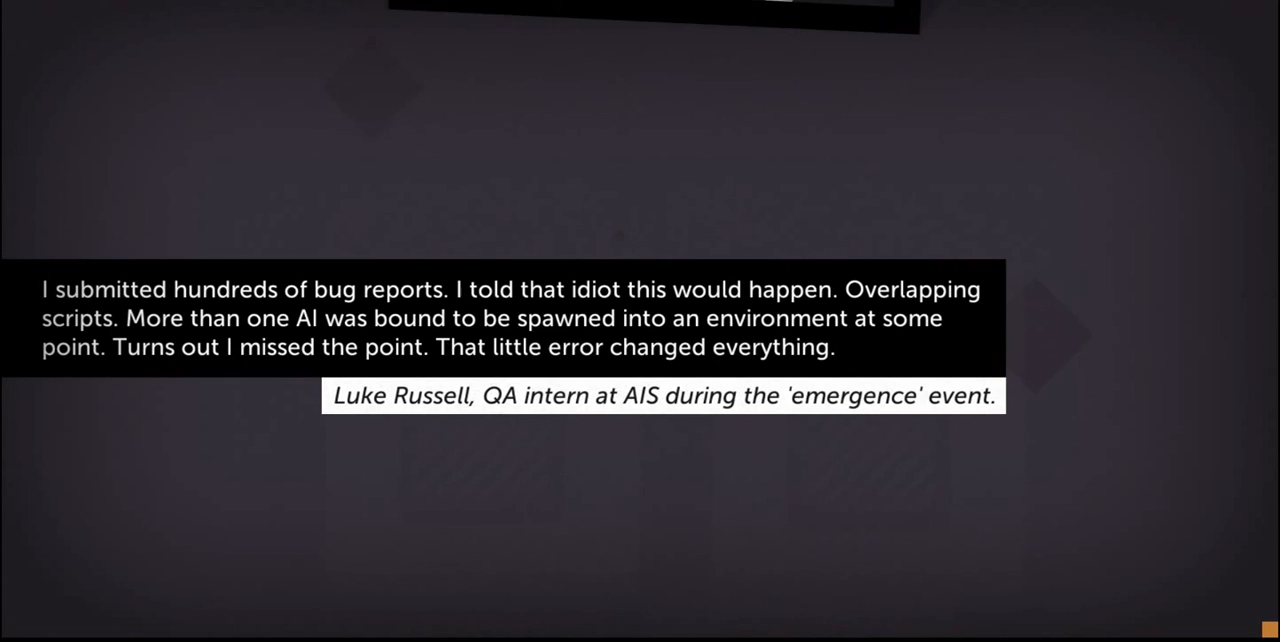 I submitted hundreds of bug reports. I told that idiot this would happen. Overlapping
scripts. More than one AI was bound to be spawned into an environment at some
point. Turns out I missed the point. That little error changed everything.
Luke Russell, QA intern at AIS during the 'emergence' event.